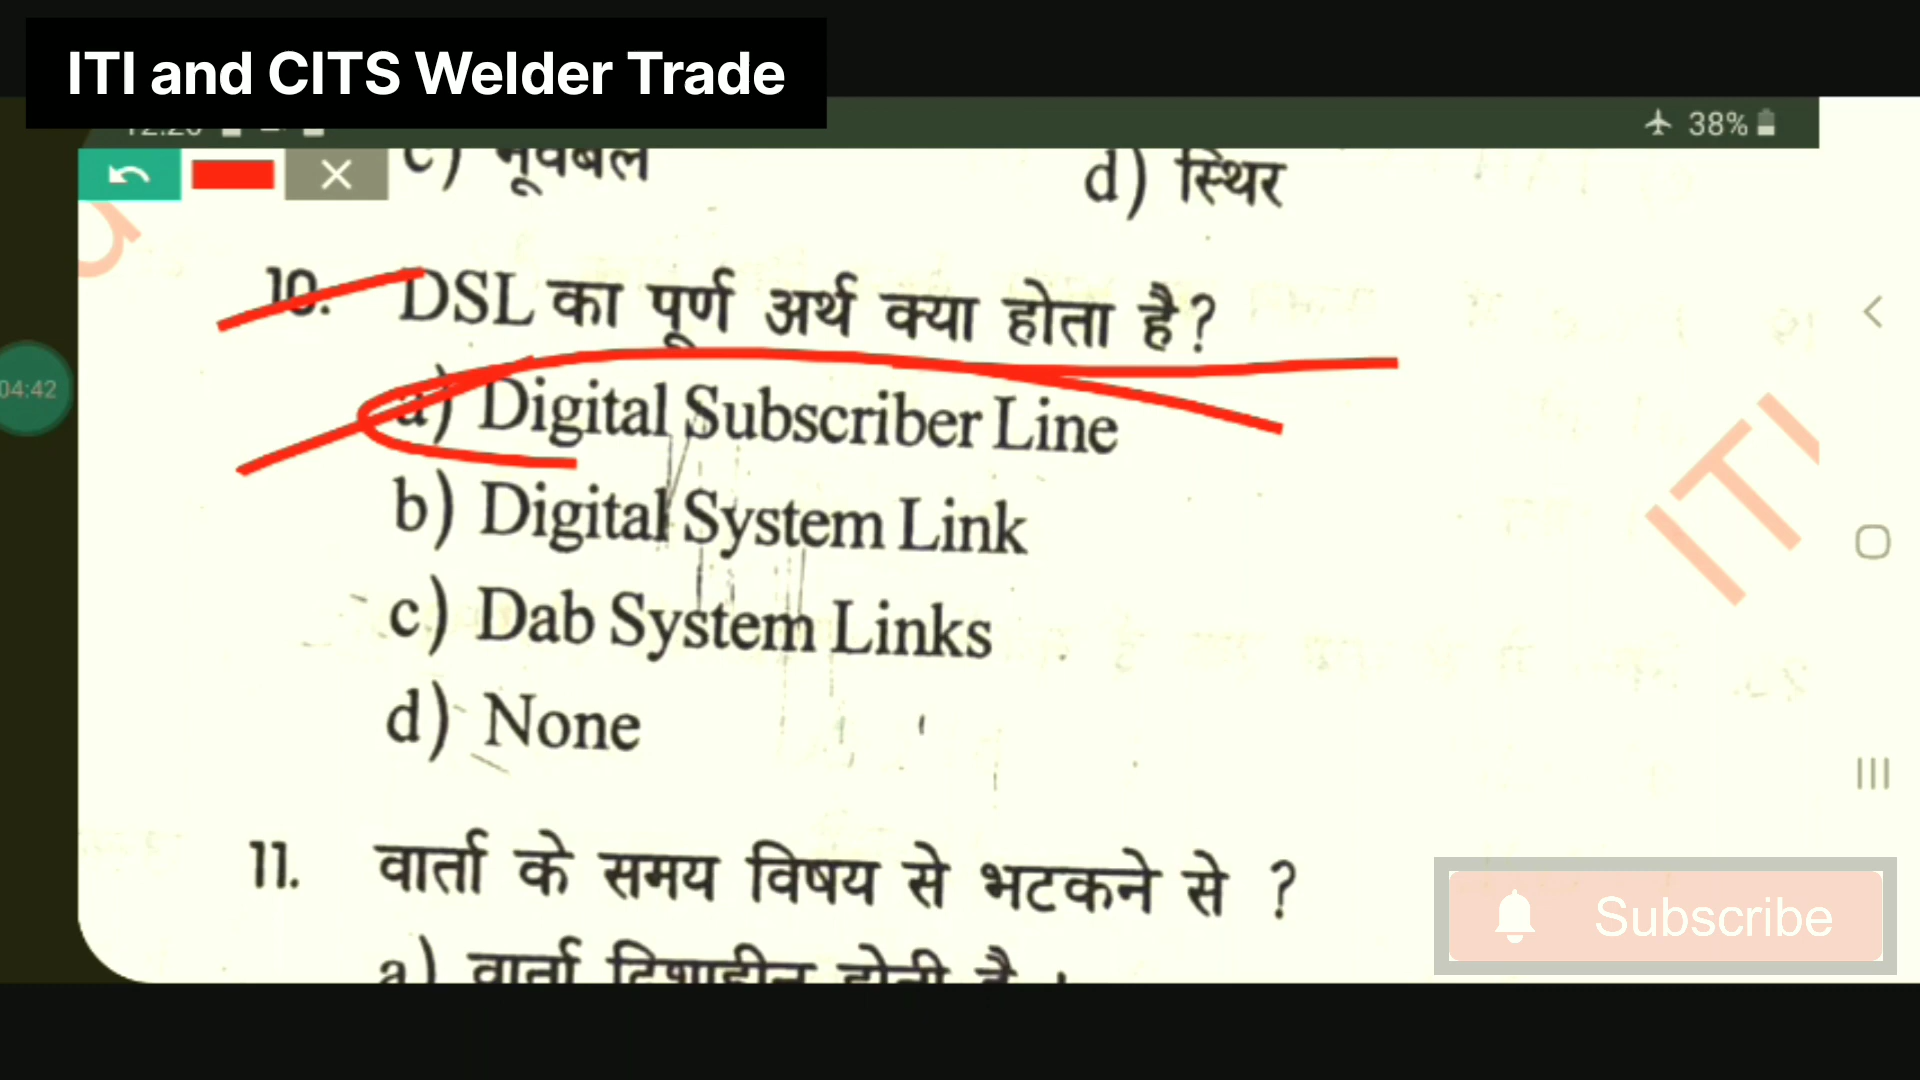 ITI and CITS Welder Trade
38%
d) स्थिर
10. DSL का पूर्ण अर्थ क्या होता है?
04:42
a) Digital Subscriber Line
b) Digital System Link
c) Dab System Links
d) None
ITI
11. वार्ता के समय विषय से भटकने से ?
Subscribe
a) वार्ता दिशाहीन होती है।